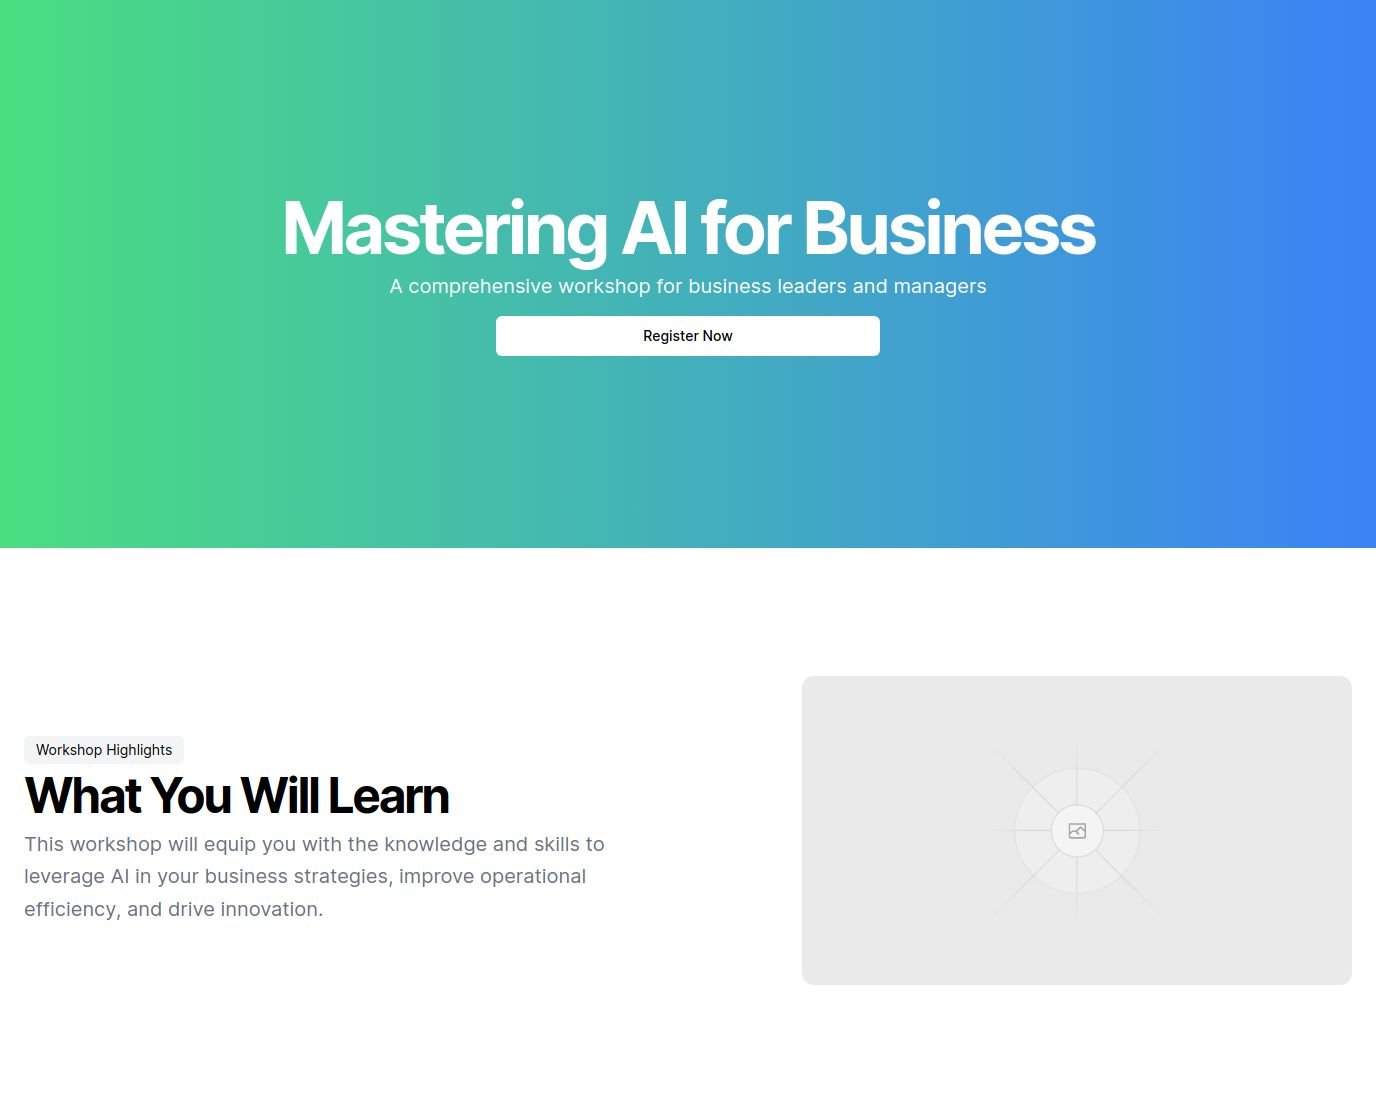 Mastering AI for Business
A comprehensive workshop for business leaders and managers
Register Now
Workshop Highlights
What You Will Learn
This workshop will equip you with the knowledge and skills to
leverage AI in your business strategies, improve operational
efficiency, and drive innovation.